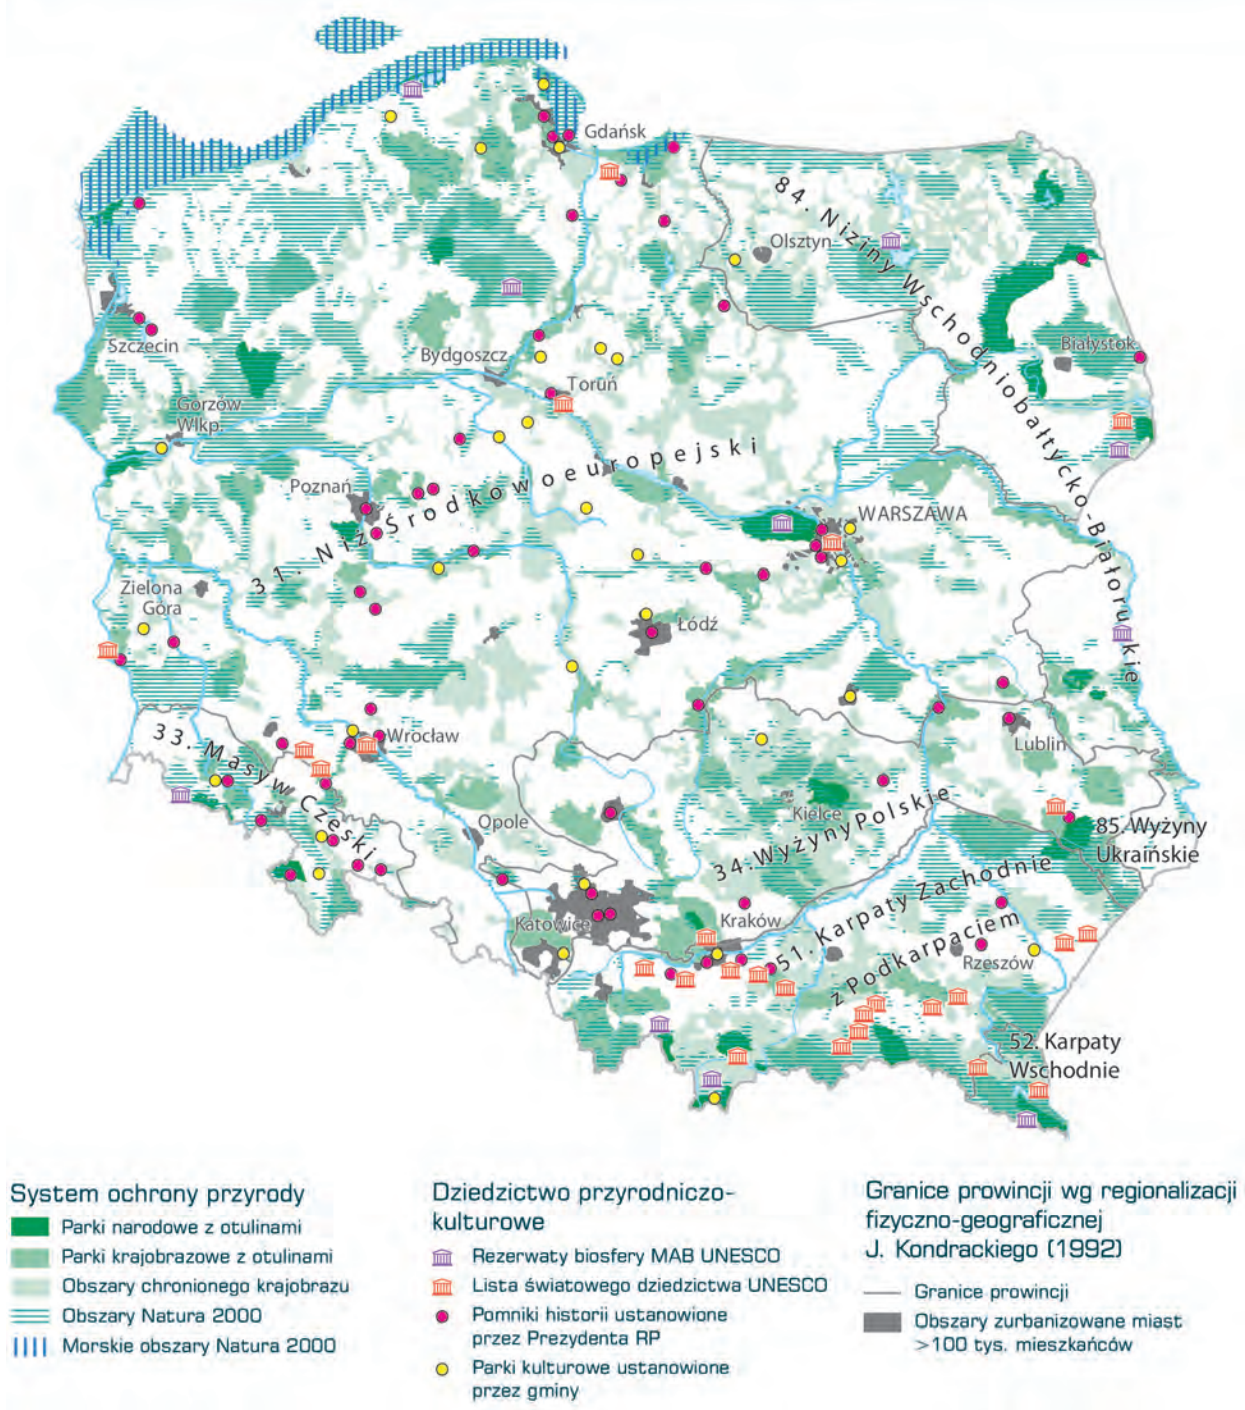 Gdańsk
84. Niziny Wschodniobałtycko-Białoruskie
Olsztyn
Szczecin
Bydgoszcz
Białystok
Toruń
Gorzów
Wlkp.
31. Niż Środkowoeuropejski
Poznań
WARSZAWA
Zielona
Góra
Łódź
33. Masyw Czeski
Wrocław
Lublin
Opole
Kielce
34. Wyżyny Polskie
85. Wyżyny
Ukraińskie
Katowice
Kraków
51. Karpaty Zachodnie
z Podkarpaciem
Rzeszów
52. Karpaty
Wschodnie
System ochrony przyrody
Parki narodowe z otulinami
Parki krajobrazowe z otulinami
Obszary chronionego krajobrazu
Obszary Natura 2000
Morskie obszary Natura 2000
Dziedzictwo przyrodniczo-
kulturowe
Rezerwaty biosfery MAB UNESCO
Lista światowego dziedzictwa UNESCO
Pomniki historii ustanowione
przez Prezydenta RP
Parki kulturowe ustanowione
przez gminy
Granice prowincji wg regionalizacji
fizyczno-geograficznej
J. Kondrackiego (1992)
Granice prowincji
Obszary zurbanizowane miast
>100 tys. mieszkańców